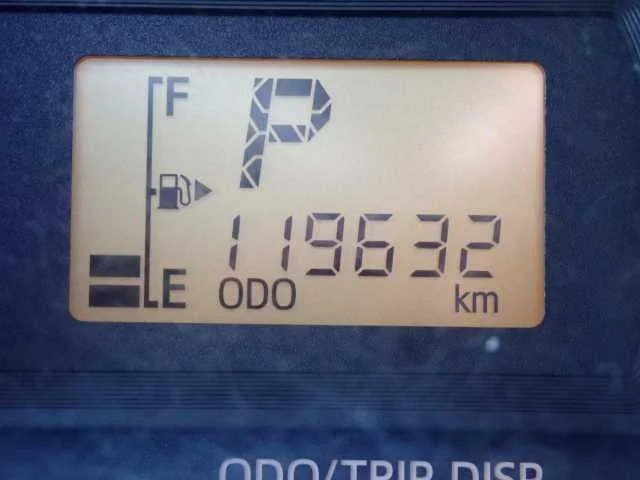 F
P
119632
E ODO km
ODO/TRIP DISP